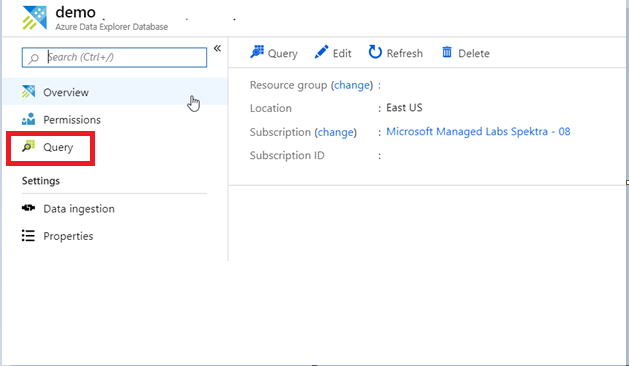 demo
Azure Data Explorer Database
Search (Ctrl+/)
«
Overview
Permissions
Query
Settings
Data ingestion
Properties
Query Edit Refresh Delete
Resource group (change) :
Location : East US
Subscription (change) : Microsoft Managed Labs Spektra - 08
Subscription ID :